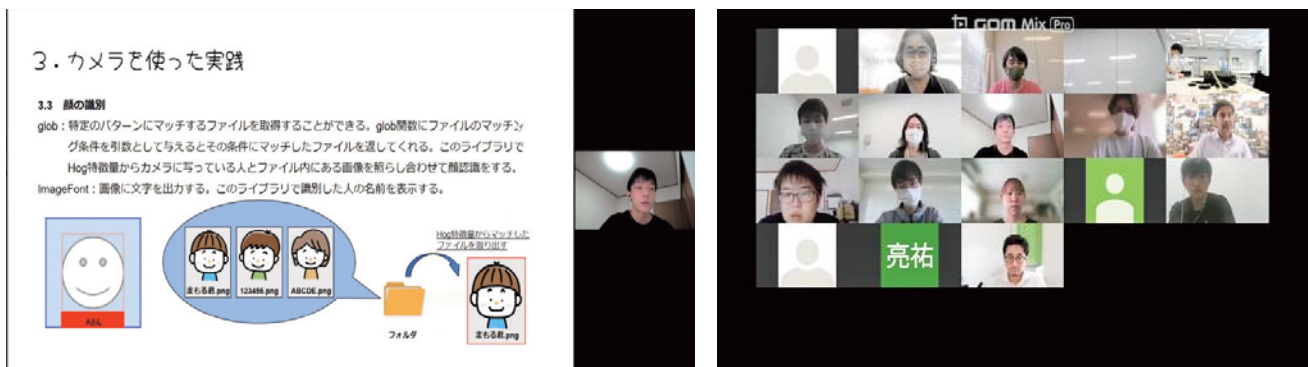 3．カメラを使った実践
3.3 顔の識別
glob：特定のパターンにマッチするファイルを取得することができる。glob関数にファイルのマッチン
グ条件を引数として与えるとその条件にマッチしたファイルを返してくれる。このライブラリで
Hog特徴量からカメラに写っている人とファイル内にある画像を照らし合わせて顔認識をする。
ImageFont：画像に文字を出力する。このライブラリで識別した人の名前を表示する。
Aさん
まもる君.png
123456.png
ABCDE.png
フォルダ
Hog特徴量からマッチした
ファイルを取り出す
まもる君.png
GOM Mix Pro
亮祐